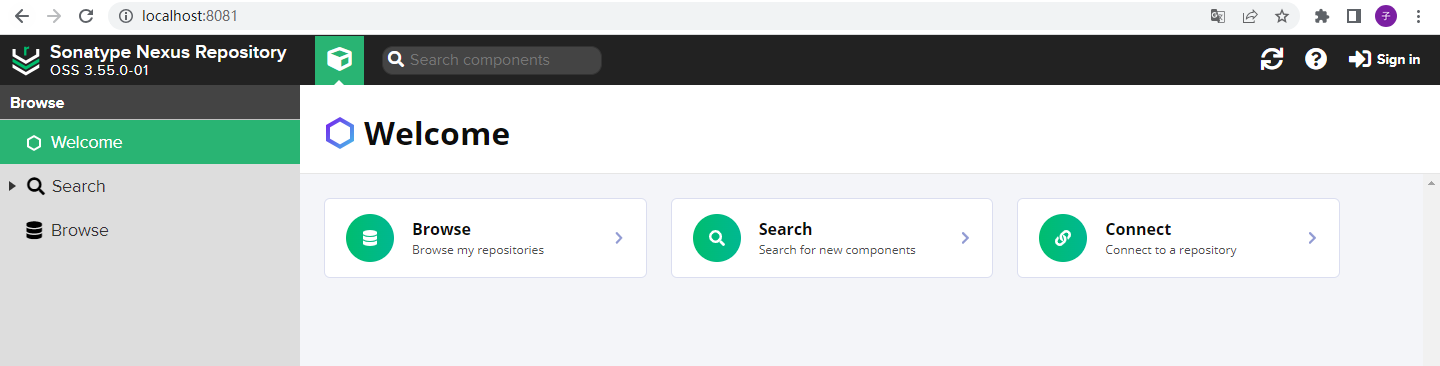 localhost:8081
子
Sonatype Nexus Repository
OSS 3.55.0-01
Search components
Sign in
Browse
Welcome
Search
Browse
Welcome
Browse
Browse my repositories
Search
Search for new components
Connect
Connect to a repository